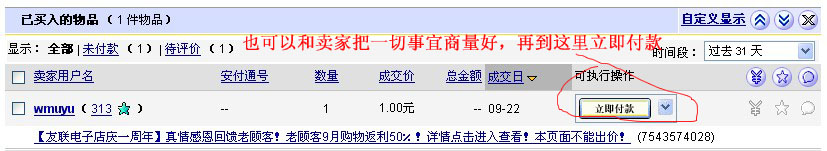 已买入的物品 ( 1 件物品) 自定义显示
也可以和卖家把一切事宜商量好，再到这里立即付款
显示: 全部 | 未付款 ( 1 ) | 待评价 ( 1 ) 时间段: 过去 31 天
卖家用户名 安付通号 数量 成交价 总金额 成交日 可执行操作
wmuyu ( 313 ) -- 1 1.00元 -- 09-22 立即付款
【友联电子店庆一周年】真情感恩回馈老顾客！老顾客9月购物返利50%！详情点击进入查看！本页面不能出价！ (7543574028)